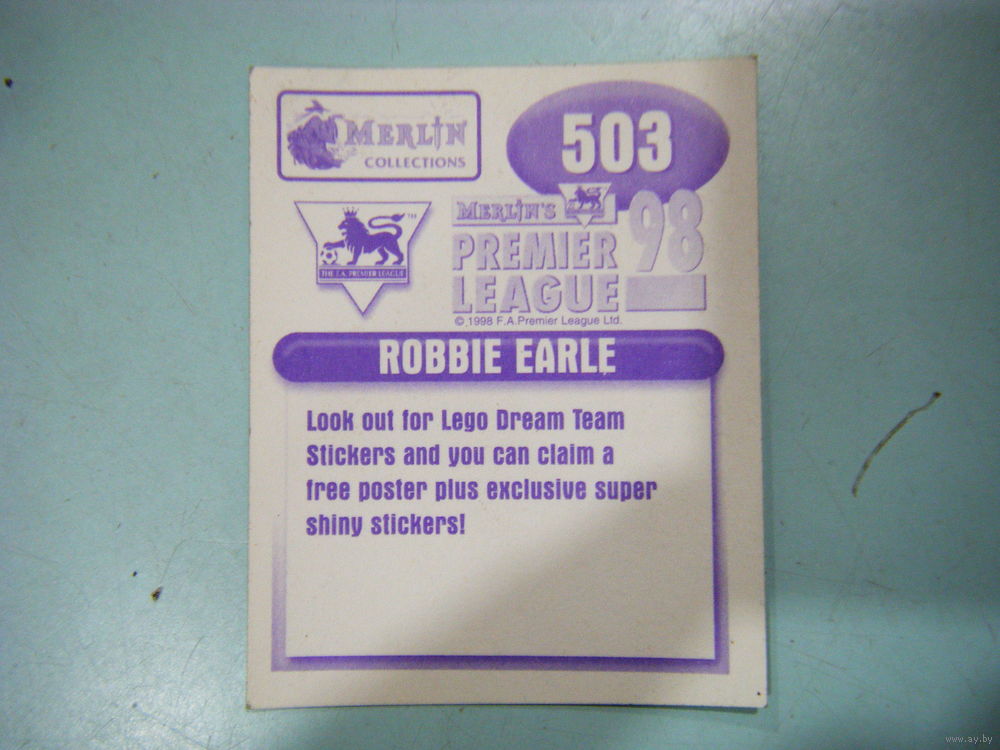 MERLIN
COLLECTIONS
503
THE F.A. PREMIER LEAGUE
TM
MERLIN'S
PREMIER
LEAGUE
98
© 1998 F.A. Premier League Ltd.
ROBBIE EARLE
Look out for Lego Dream Team
Stickers and you can claim a
free poster plus exclusive super
shiny stickers!
www.ay.by